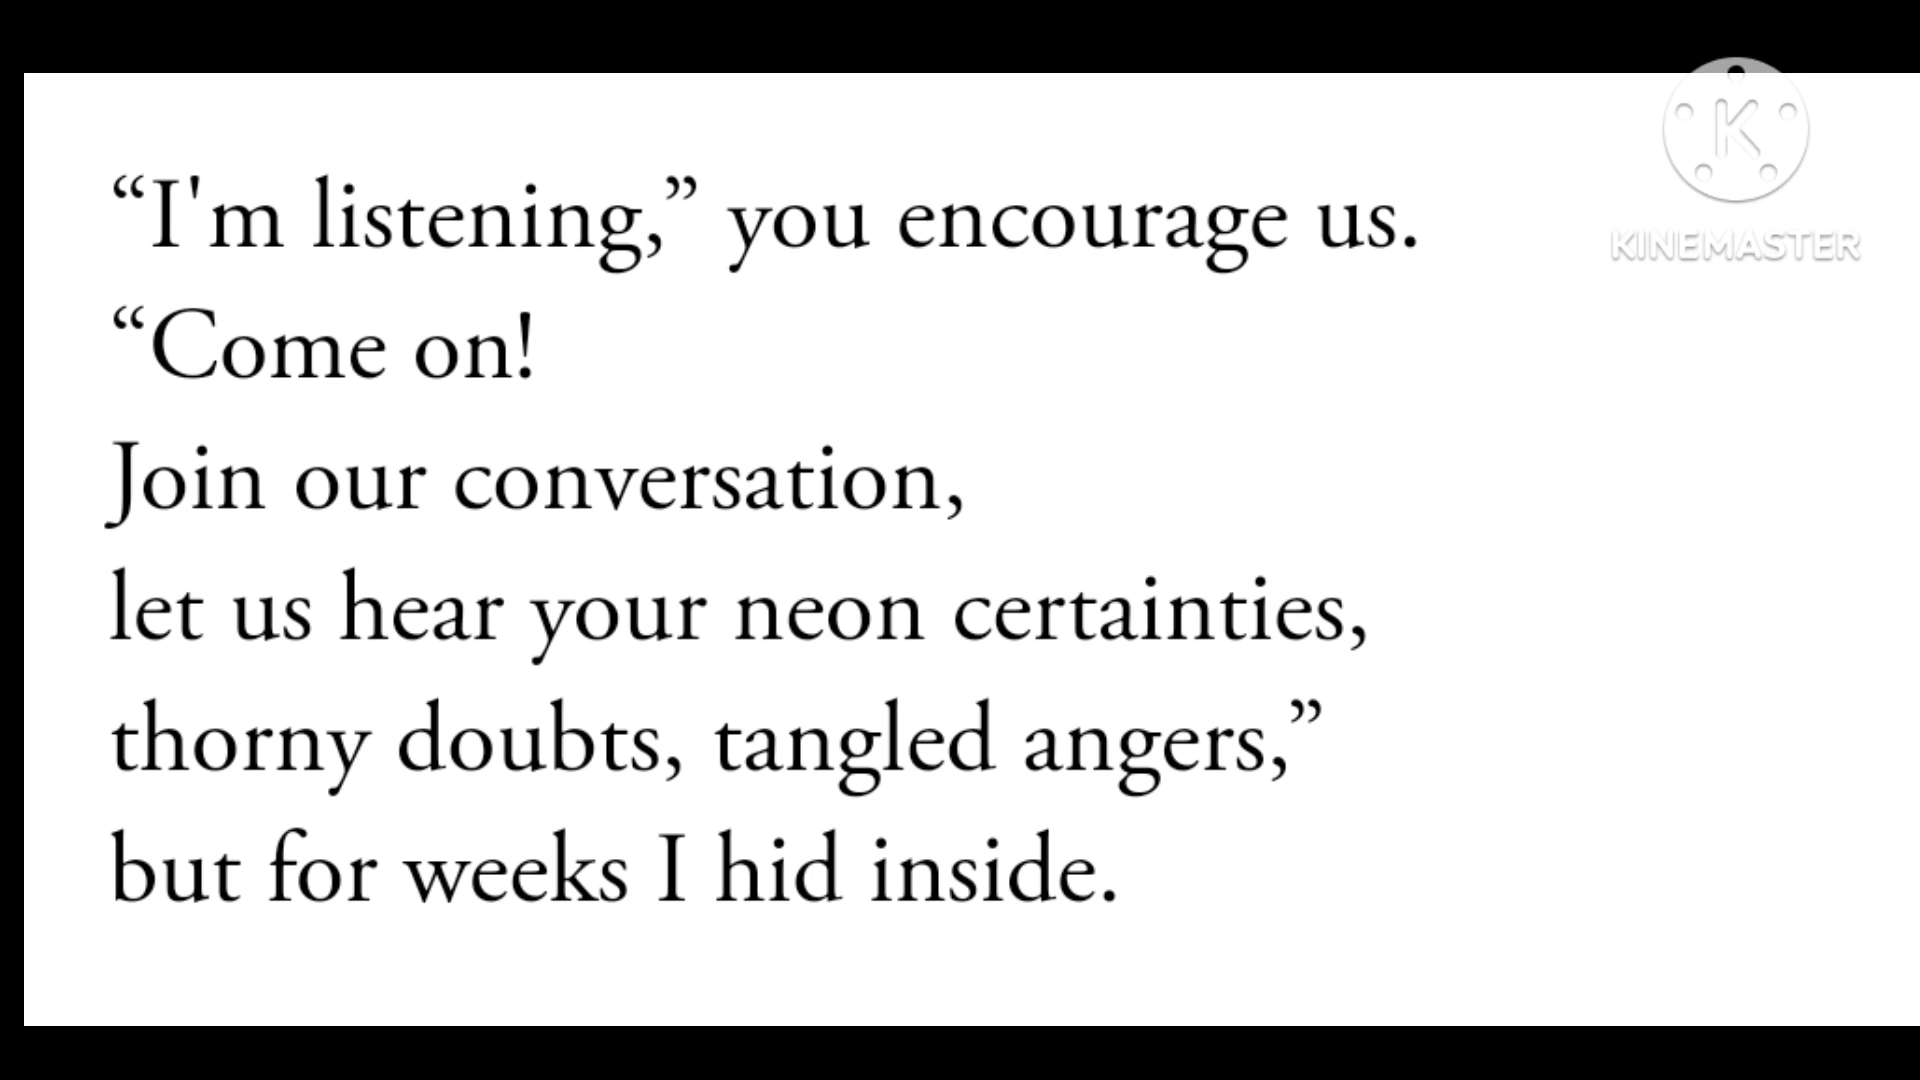 “I'm listening,” you encourage us.
“Come on!
Join our conversation,
let us hear your neon certainties,
thorny doubts, tangled angers,”
but for weeks I hid inside.
K
KINEMASTER